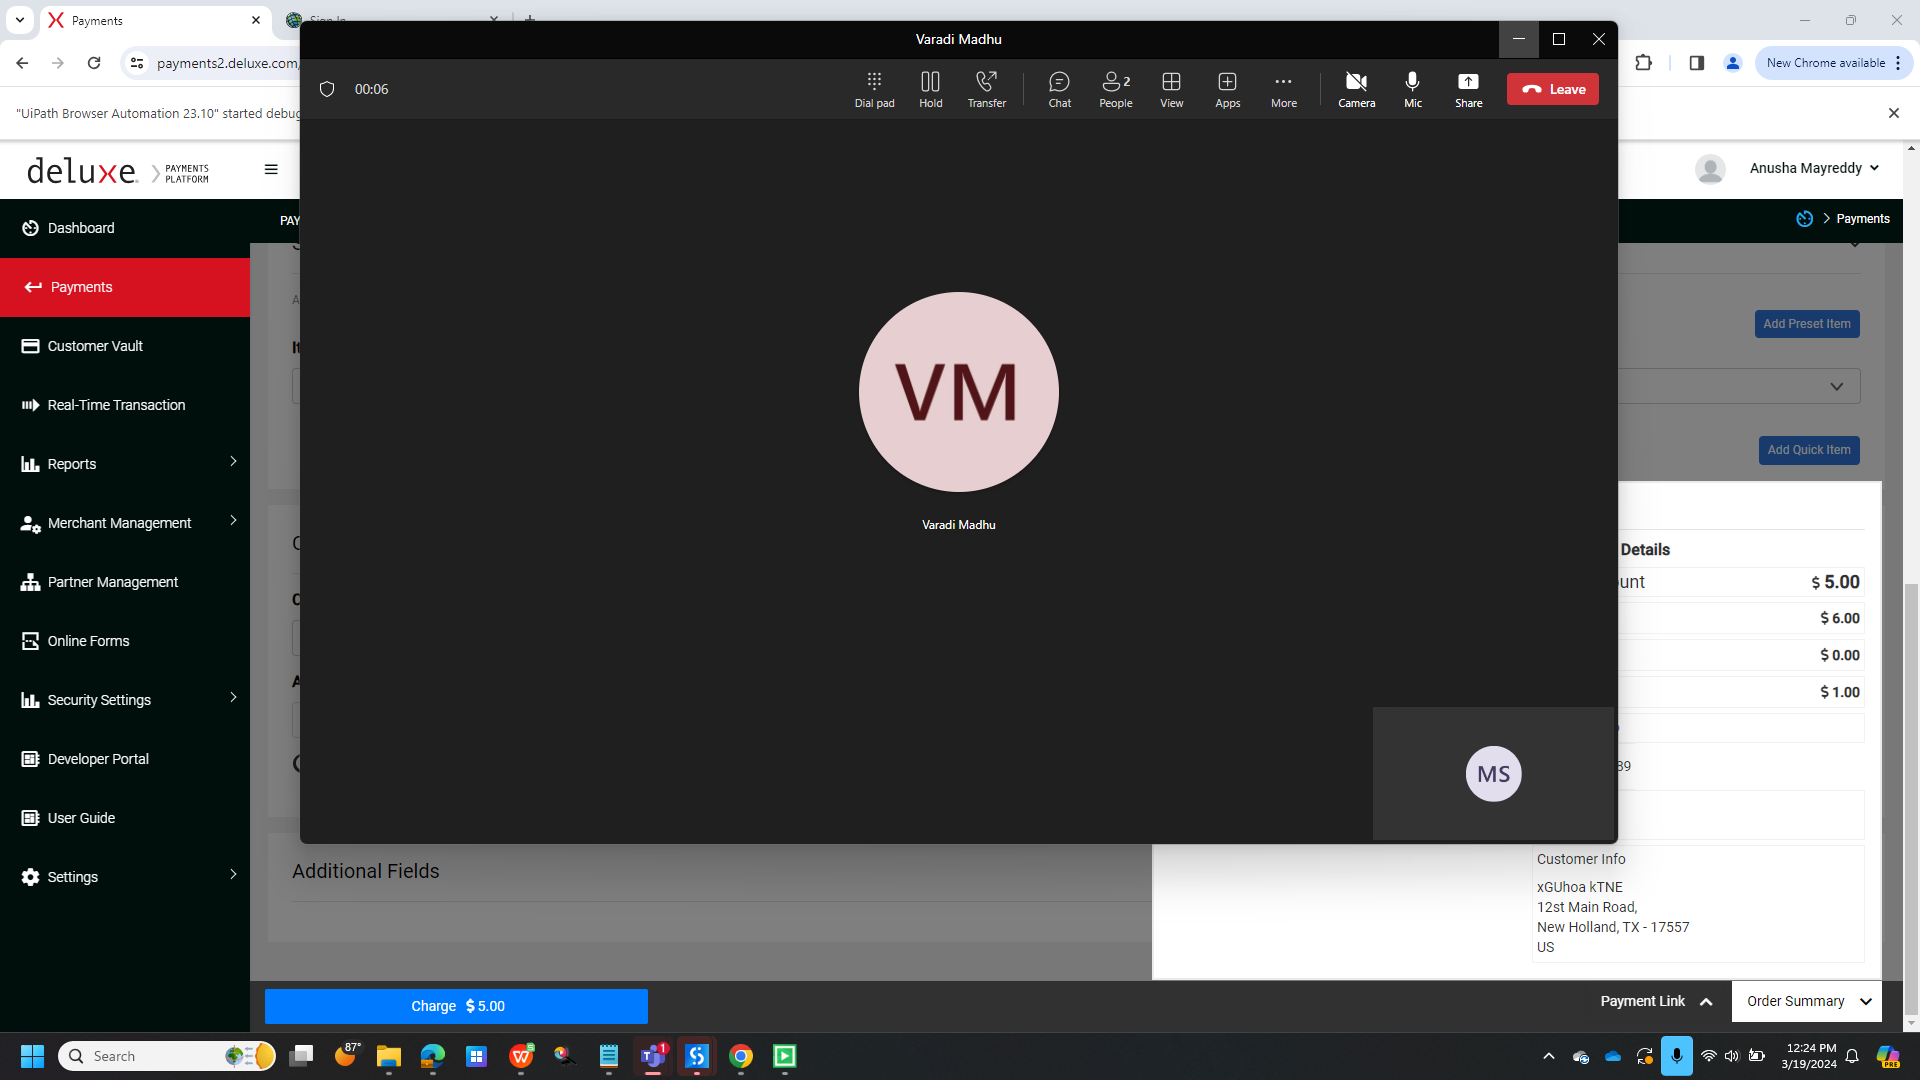 Payments
Sign In
payments2.deluxe.com
New Chrome available
"UiPath Browser Automation 23.10" started debug
Varadi Madhu
00:06
Dial pad
Hold
Transfer
Chat
2
People
View
Apps
More
Camera
Mic
Share
Leave
deluxe
PAYMENTS
PLATFORM
Anusha Mayreddy
Dashboard
Payments
Customer Vault
Real-Time Transaction
Reports
Merchant Management
Partner Management
Online Forms
Security Settings
Developer Portal
User Guide
Settings
PAY
Payments
Add Preset Item
Add Quick Item
VM
Varadi Madhu
MS
Details
unt
$ 5.00
$ 6.00
$ 0.00
$ 1.00
39
Customer Info
xGUhoa kTNE
12st Main Road,
New Holland, TX - 17557
US
Additional Fields
Charge $ 5.00
Payment Link
Order Summary
Search
87°
1
12:24 PM
3/19/2024
PRE